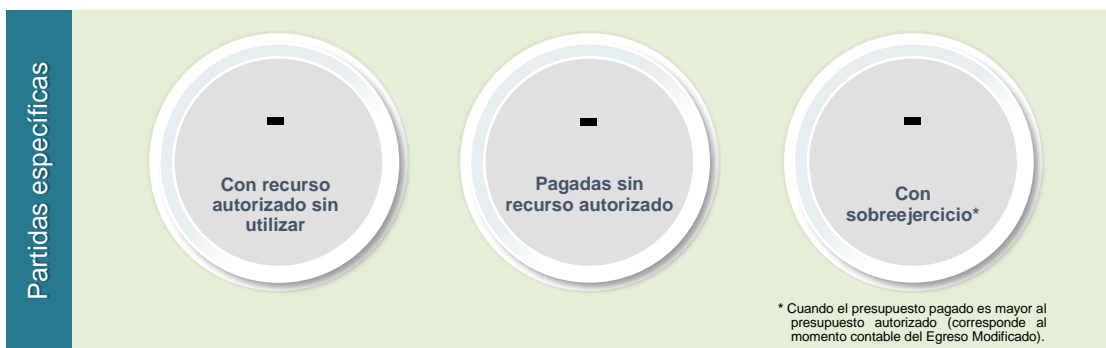 Partidas específicas
-
Con recurso
autorizado sin
utilizar
-
Pagadas sin
recurso autorizado
-
Con
sobreejercicio*
* Cuando el presupuesto pagado es mayor al
presupuesto autorizado (corresponde al
momento contable del Egreso Modificado).